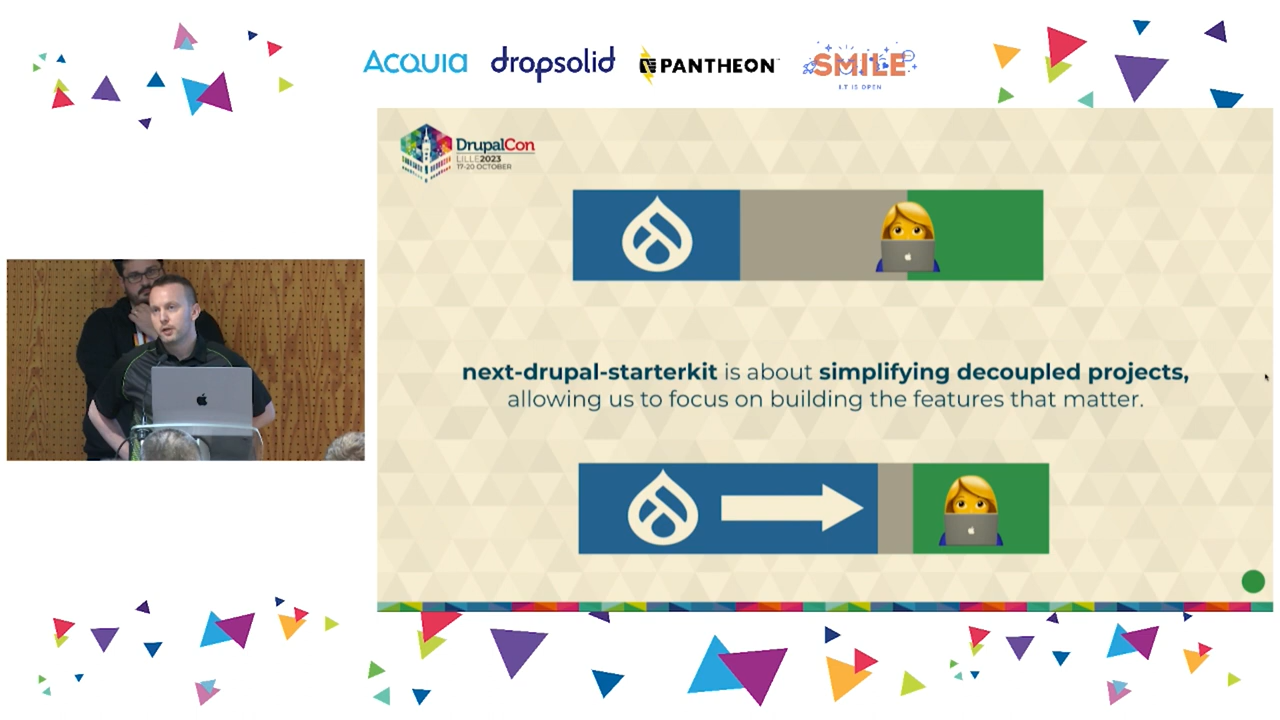 ACQUIA
dropsolid
PANTHEON
SMILE
I.T IS OPEN
DrupalCon
LILLE2023
17-20 OCTOBER
next-drupal-starterkit is about simplifying decoupled projects,
allowing us to focus on building the features that matter.